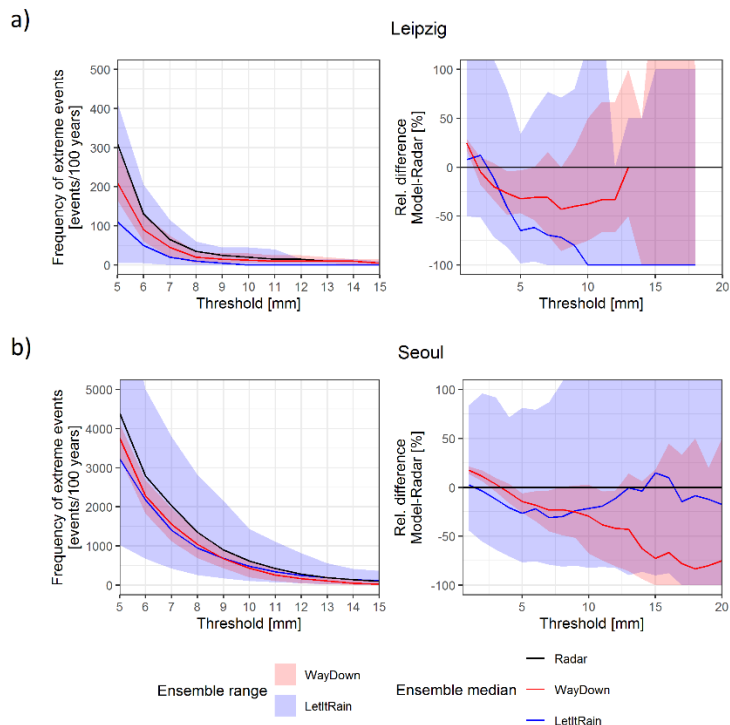 a)
Leipzig
Frequency of extreme events
[events/100 years]
500
400
300
200
100
0
5 6 7 8 9 10 11 12 13 14 15
Threshold [mm]
Rel. difference
Model-Radar [%]
100
50
0
-50
-100
0 5 10 15 20
Threshold [mm]
b)
Seoul
Frequency of extreme events
[events/100 years]
5000
4000
3000
2000
1000
0
5 6 7 8 9 10 11 12 13 14 15
Threshold [mm]
Rel. difference
Model-Radar [%]
100
50
0
-50
-100
0 5 10 15 20
Threshold [mm]
Ensemble range
WayDown
LetItRain
Ensemble median
Radar
WayDown
LetItRain